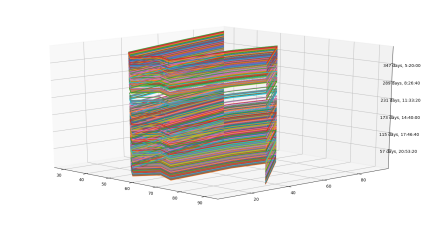 347 days, 5:20:00
289 days, 8:26:40
231 days, 11:33:20
173 days, 14:40:00
115 days, 17:46:40
57 days, 20:53:20
30
40
50
60
70
80
90
20
40
60
80